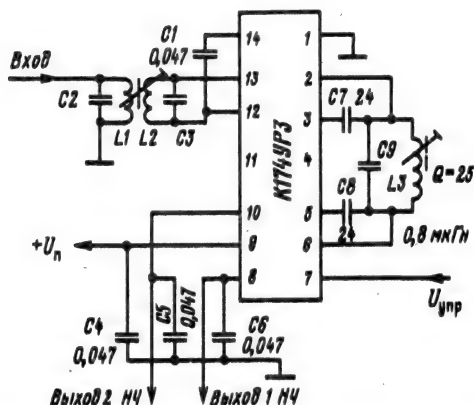 C1
0,047
Вход
C2
L1
L2
C3
14
13
12
11
10
9
8
К174УР3
1
2
3
4
5
6
7
C7 24
C9
L3
Q=25
C8
24
0,8 мкГн
Uупр
+Uп
C4
0,047
C5
0,047
C6
0,047
Выход 2 НЧ
Выход 1 НЧ